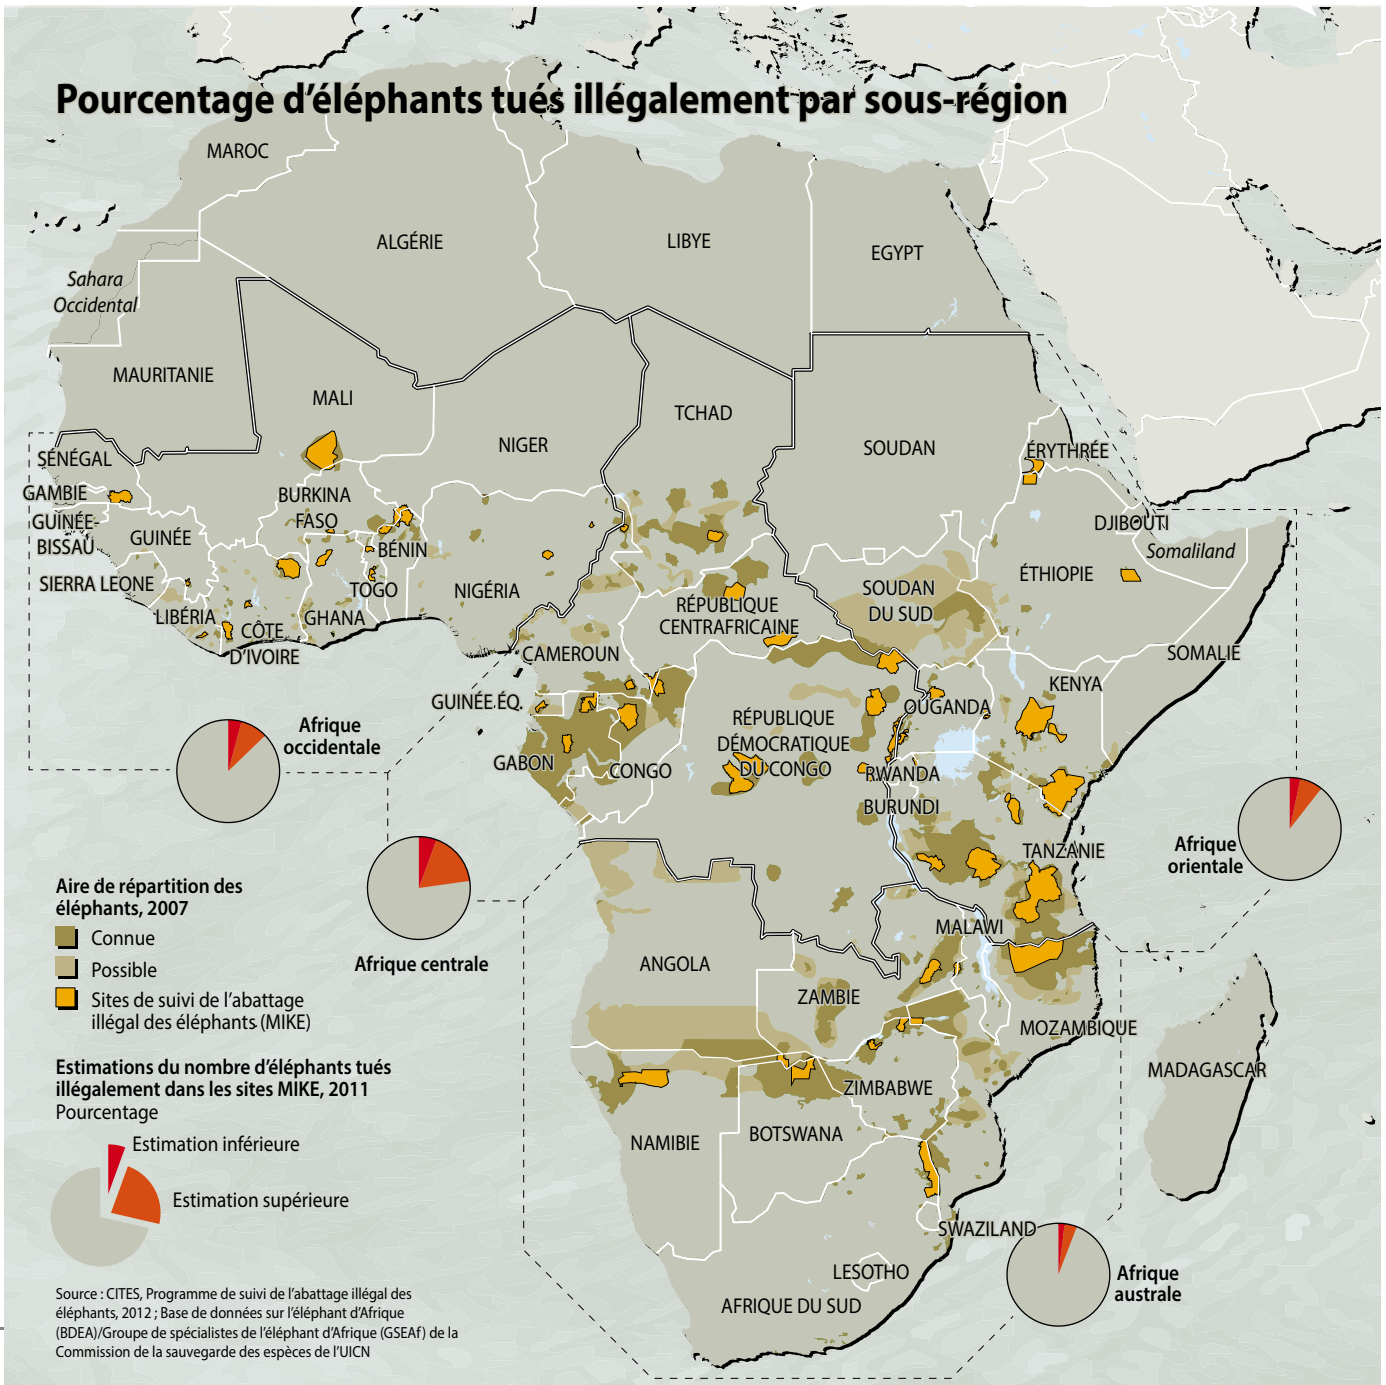 Pourcentage d'éléphants tués illégalement par sous-région
MAROC
ALGÉRIE
LIBYE
EGYPT
Sahara
Occidental
MAURITANIE
MALI
NIGER
TCHAD
SOUDAN
ÉRYTHRÉE
SÉNÉGAL
GAMBIE
GUINÉE-
BISSAU
GUINÉE
SIERRA LEONE
LIBÉRIA
CÔTE
D'IVOIRE
BURKINA
FASO
GHANA
TOGO
BÉNIN
NIGÉRIA
CAMEROUN
RÉPUBLIQUE
CENTRAFRICAINE
SOUDAN
DU SUD
ÉTHIOPIE
DJIBOUTI
Somaliland
SOMALIE
KENYA
OUGANDA
GUINÉE ÉQ.
GABON
CONGO
RÉPUBLIQUE
DÉMOCRATIQUE
DU CONGO
RWANDA
BURUNDI
TANZANIE
MALAWI
ANGOLA
ZAMBIE
MOZAMBIQUE
MADAGASCAR
ZIMBABWE
NAMIBIE
BOTSWANA
SWAZILAND
LESOTHO
AFRIQUE DU SUD
Afrique
occidentale
Afrique centrale
Afrique
orientale
Afrique
australe
Aire de répartition des
éléphants, 2007
Connue
Possible
Sites de suivi de l'abattage
illégal des éléphants (MIKE)
Estimations du nombre d'éléphants tués
illégalement dans les sites MIKE, 2011
Pourcentage
Estimation inférieure
Estimation supérieure
Source : CITES, Programme de suivi de l'abattage illégal des
éléphants, 2012 ; Base de données sur l'éléphant d'Afrique
(BDEA)/Groupe de spécialistes de l'éléphant d'Afrique (GSEAf) de la
Commission de la sauvegarde des espèces de l'UICN